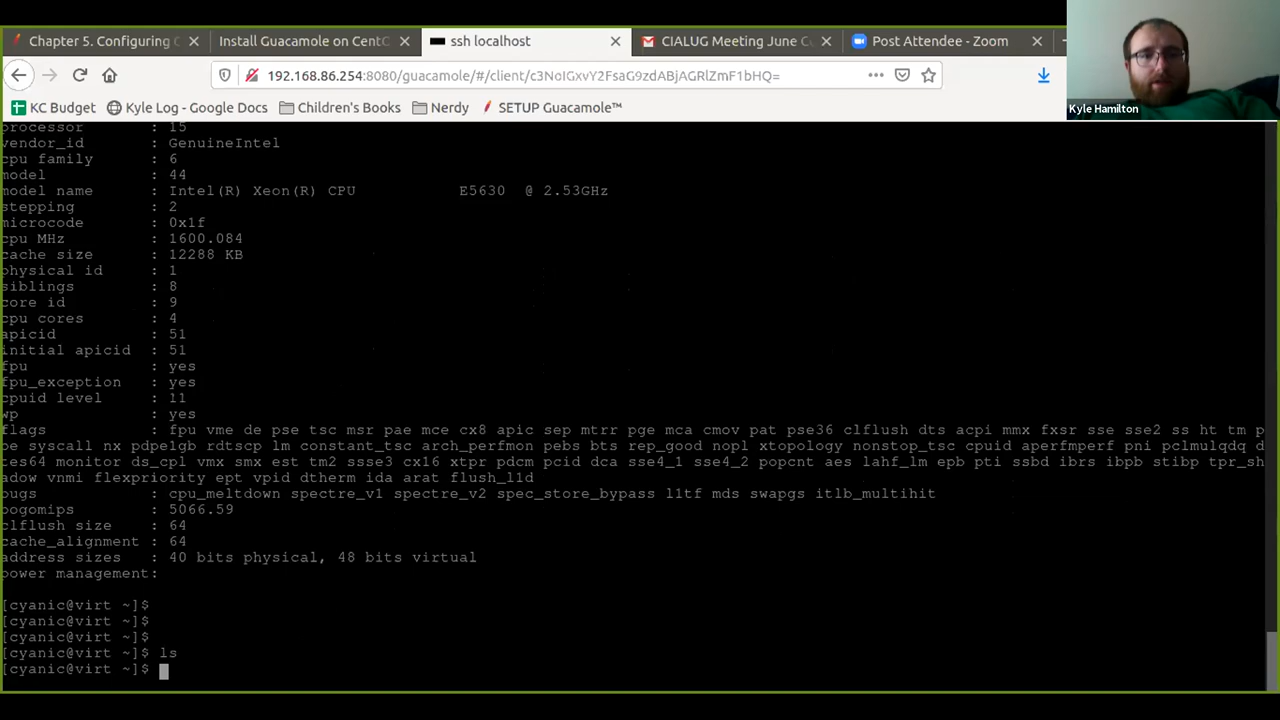 Chapter 5. Configuring G
Install Guacamole on CentC
ssh localhost
CIALUG Meeting June C
Post Attendee - Zoom
192.168.86.254:8080/guacamole/#/client/c3NoIGxvY2FsaG9zdABjAGRlZmF1bHQ=
KC Budget
Kyle Log - Google Docs
Children's Books
Nerdy
SETUP Guacamole™
Kyle Hamilton
processor : 15
vendor_id : GenuineIntel
cpu family : 6
model : 44
model name : Intel(R) Xeon(R) CPU E5630 @ 2.53GHz
stepping : 2
microcode : 0x1f
cpu MHz : 1600.084
cache size : 12288 KB
physical id : 1
siblings : 8
core id : 9
cpu cores : 4
apicid : 51
initial apicid : 51
fpu : yes
fpu_exception : yes
cpuid level : 11
wp : yes
flags : fpu vme de pse tsc msr pae mce cx8 apic sep mtrr pge mca cmov pat pse36 clflush dts acpi mmx fxsr sse sse2 ss ht tm p
be syscall nx pdpe1gb rdtscp lm constant_tsc arch_perfmon pebs bts rep_good nopl xtopology nonstop_tsc cpuid aperfmperf pni pclmulqdq d
tes64 monitor ds_cpl vmx smx est tm2 ssse3 cx16 xtpr pdcm pcid dca sse4_1 sse4_2 popcnt aes lahf_lm epb pti ssbd ibrs ibpb stibp tpr_sh
adow vnmi flexpriority ept vpid dtherm ida arat flush_l1d
bugs : cpu_meltdown spectre_v1 spectre_v2 spec_store_bypass l1tf mds swapgs itlb_multihit
bogomips : 5066.59
clflush size : 64
cache_alignment : 64
address sizes : 40 bits physical, 48 bits virtual
power management:
[cyanic@virt ~]$
[cyanic@virt ~]$
[cyanic@virt ~]$
[cyanic@virt ~]$ ls
[cyanic@virt ~]$